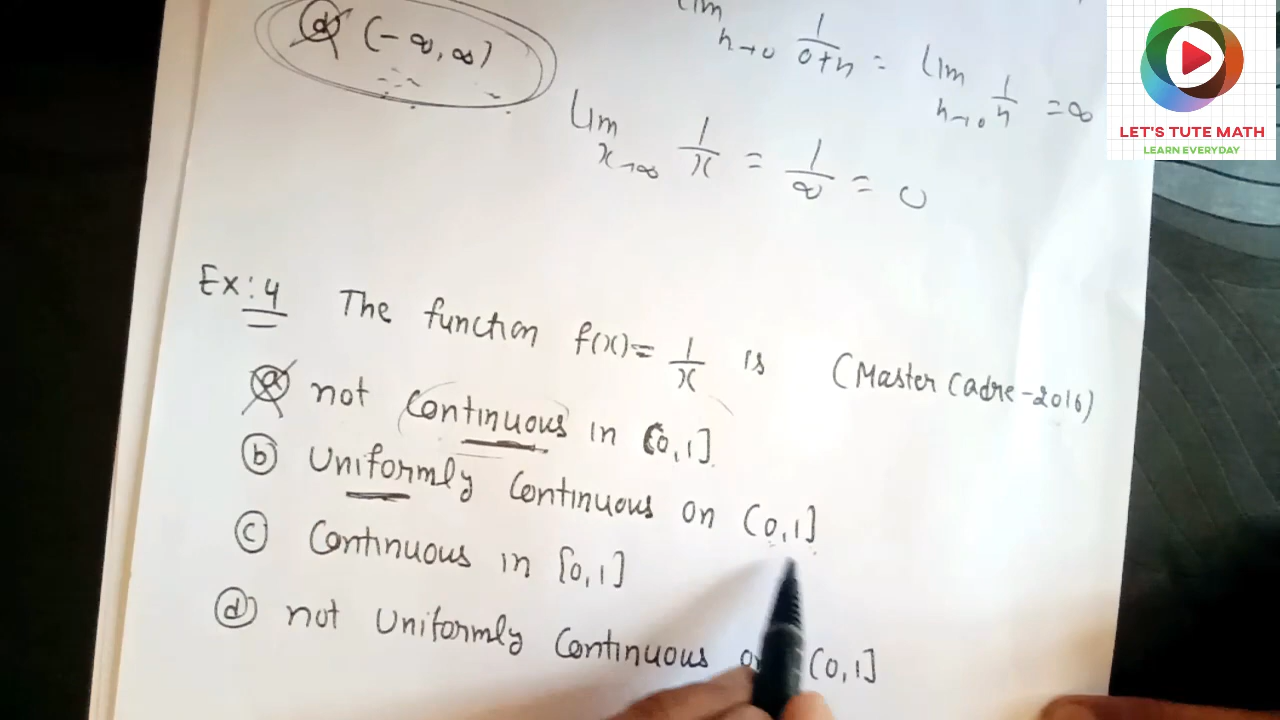 (d) (-∞, ∞)
lim h→0 1/(0+h) = lim h→0 1/h = ∞
lim x→∞ 1/x = 1/∞ = 0
LET'S TUTE MATH
LEARN EVERYDAY
Ex: 4 The function f(x) = 1/x is (Master Cadre-2016)
(a) not Continuous in (0,1].
(b) Uniformly Continuous on (0,1]
(c) Continuous in [0,1]
(d) not Uniformly Continuous (0,1]